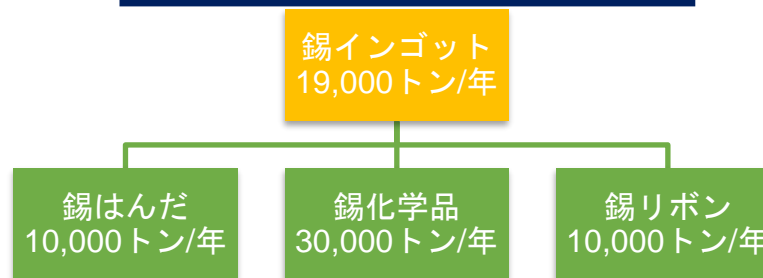 錫インゴット
19,000トン/年
錫はんだ
10,000トン/年
錫化学品
30,000トン/年
錫リボン
10,000トン/年